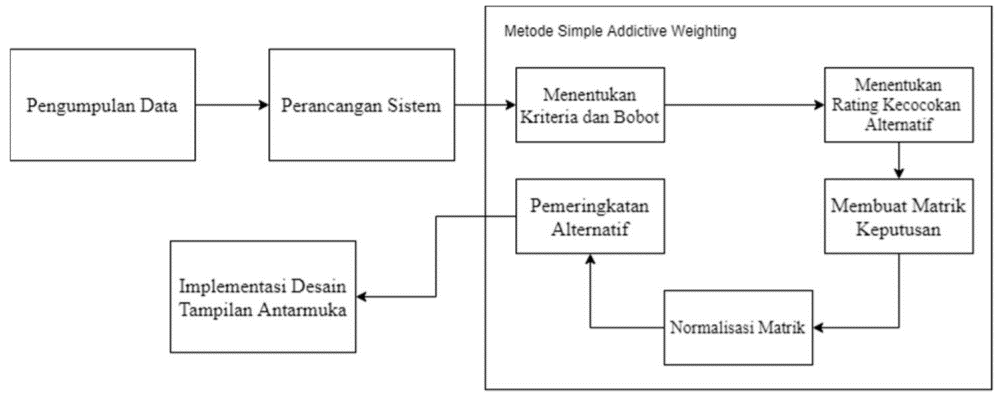 Metode Simple Addictive Weighting
Pengumpulan Data
Perancangan Sistem
Menentukan
Kriteria dan Bobot
Menentukan
Rating Kecocokan
Alternatif
Membuat Matrik
Keputusan
Normalisasi Matrik
Pemeringkatan
Alternatif
Implementasi Desain
Tampilan Antarmuka